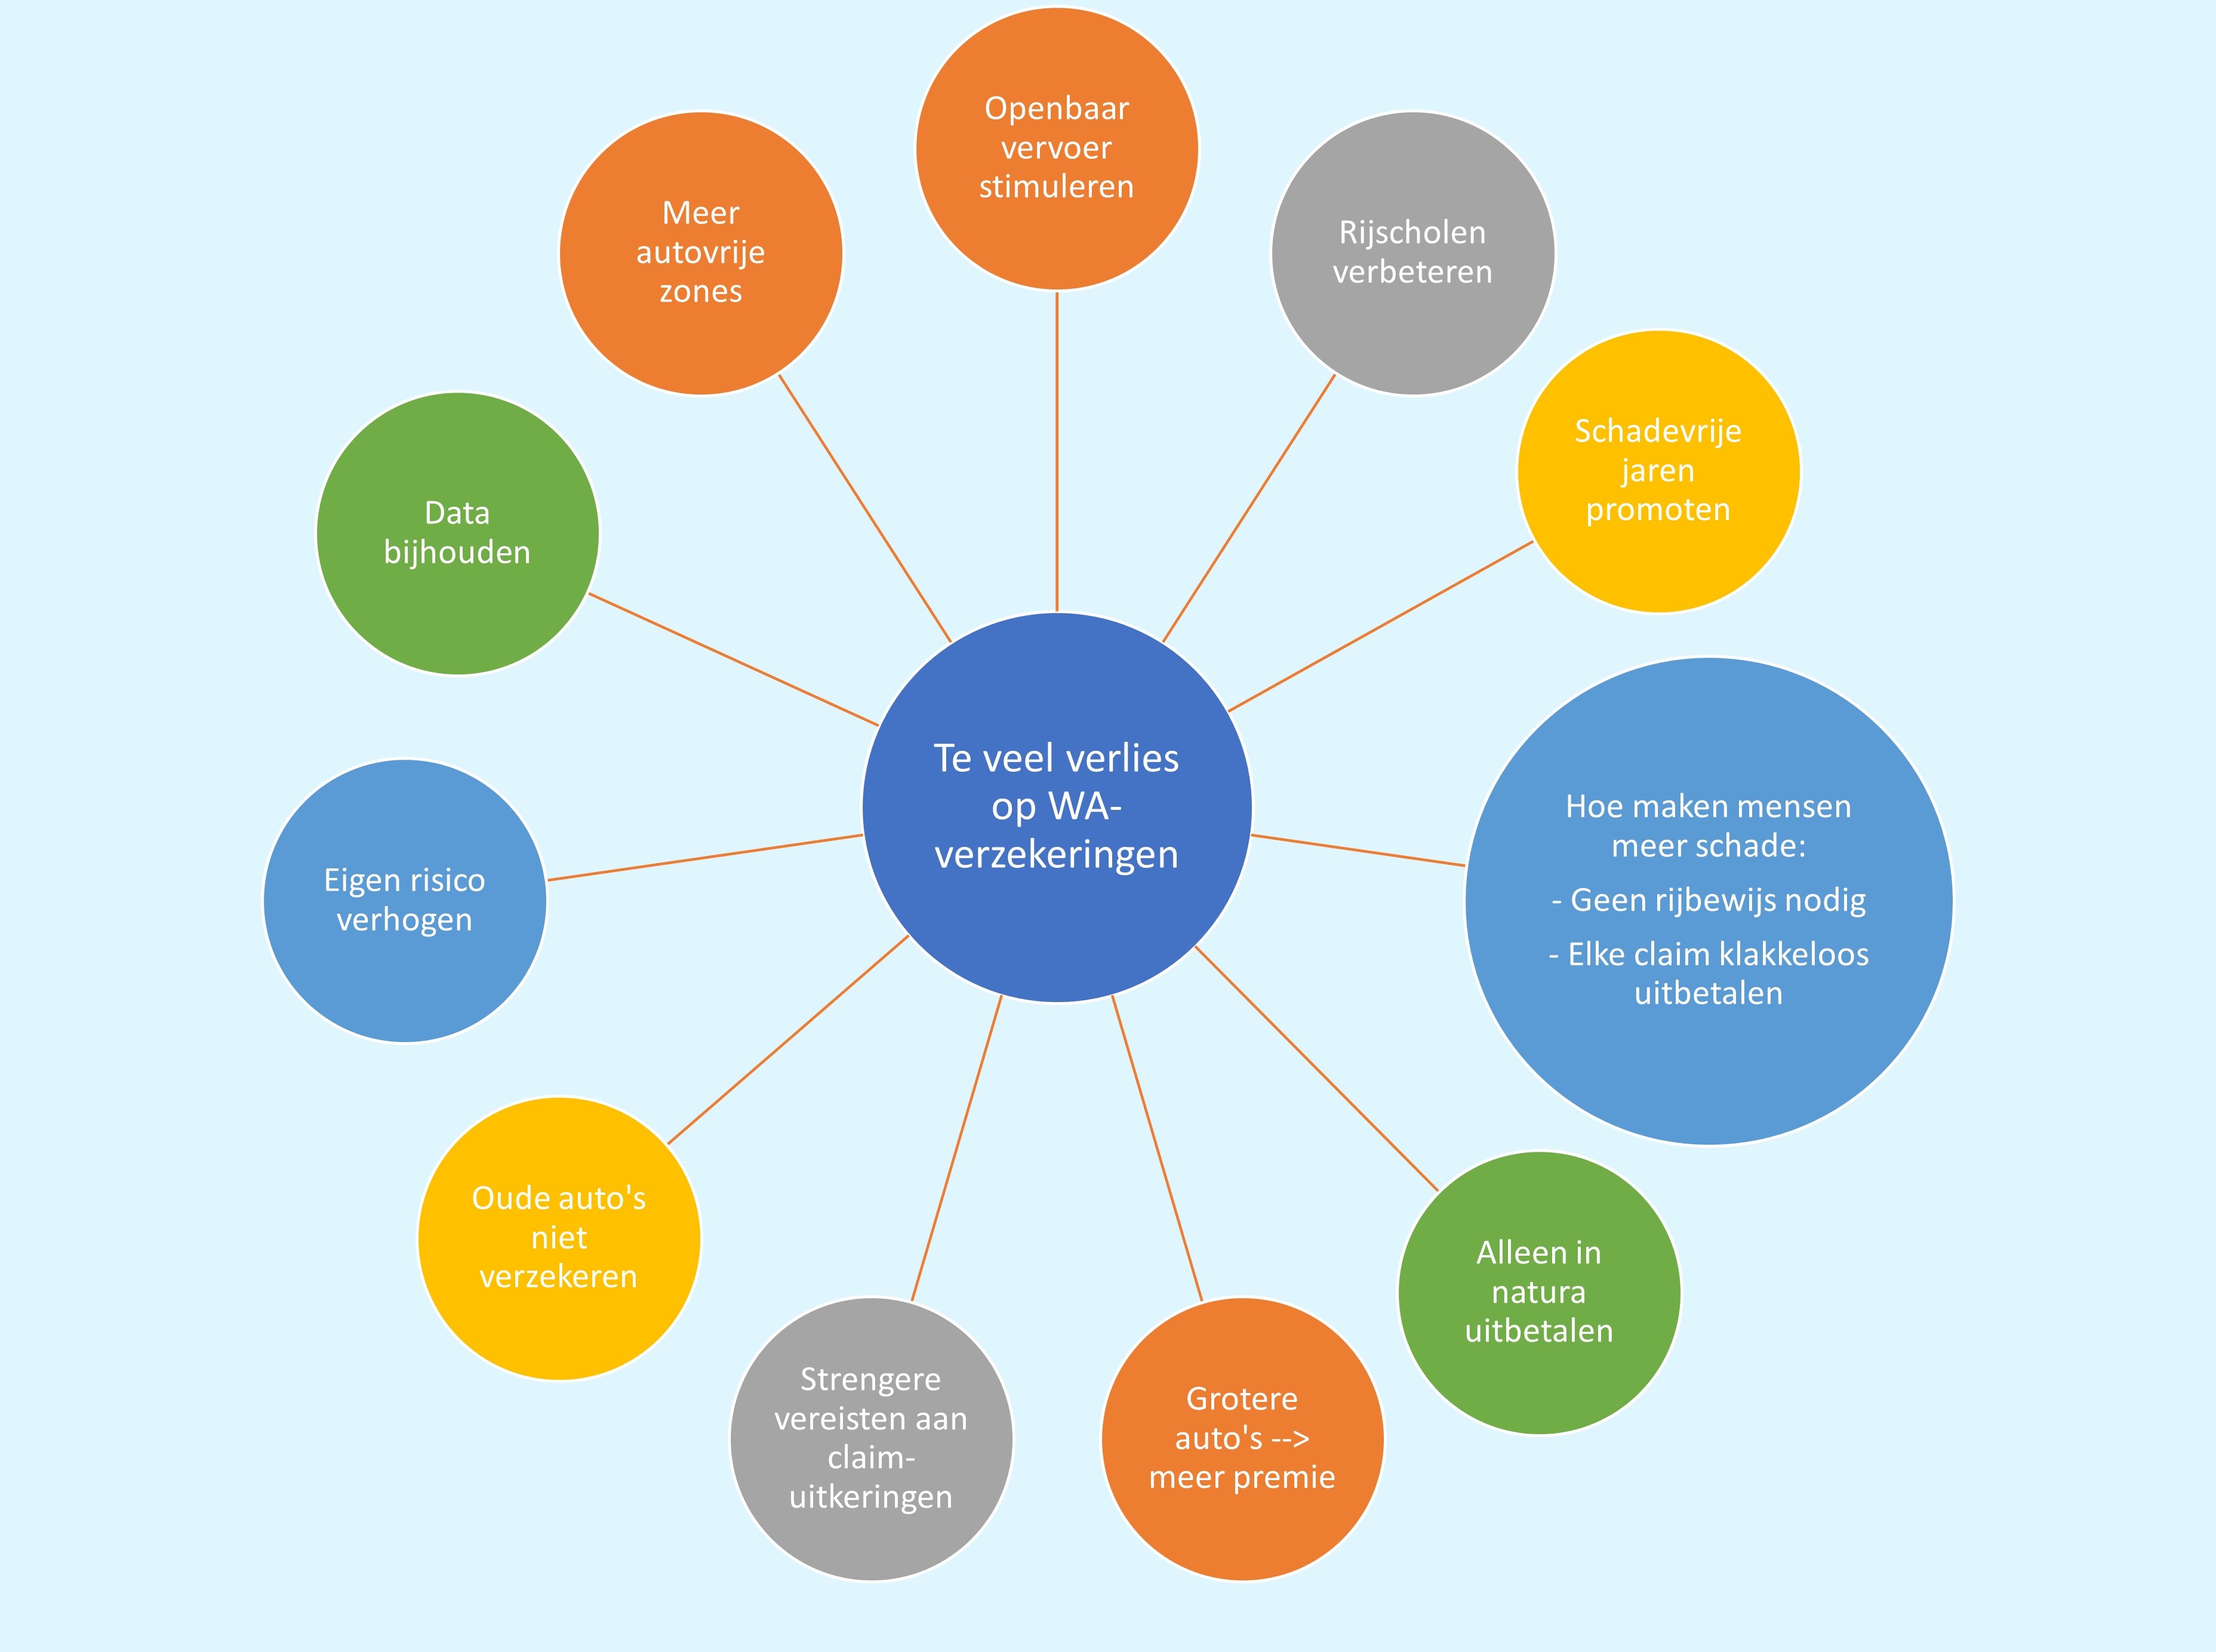 Openbaar
vervoer
stimuleren
Rijscholen
verbeteren
Schadevrije
jaren
promoten
Hoe maken mensen
meer schade:
- Geen rijbewijs nodig
- Elke claim klakkeloos
uitbetalen
Alleen in
natura
uitbetalen
Grotere
auto's -->
meer premie
Strengere
vereisten aan
claim-
uitkeringen
Oude auto's
niet
verzekeren
Eigen risico
verhogen
Data
bijhouden
Meer
autovrije
zones
Te veel verlies
op WA-
verzekeringen